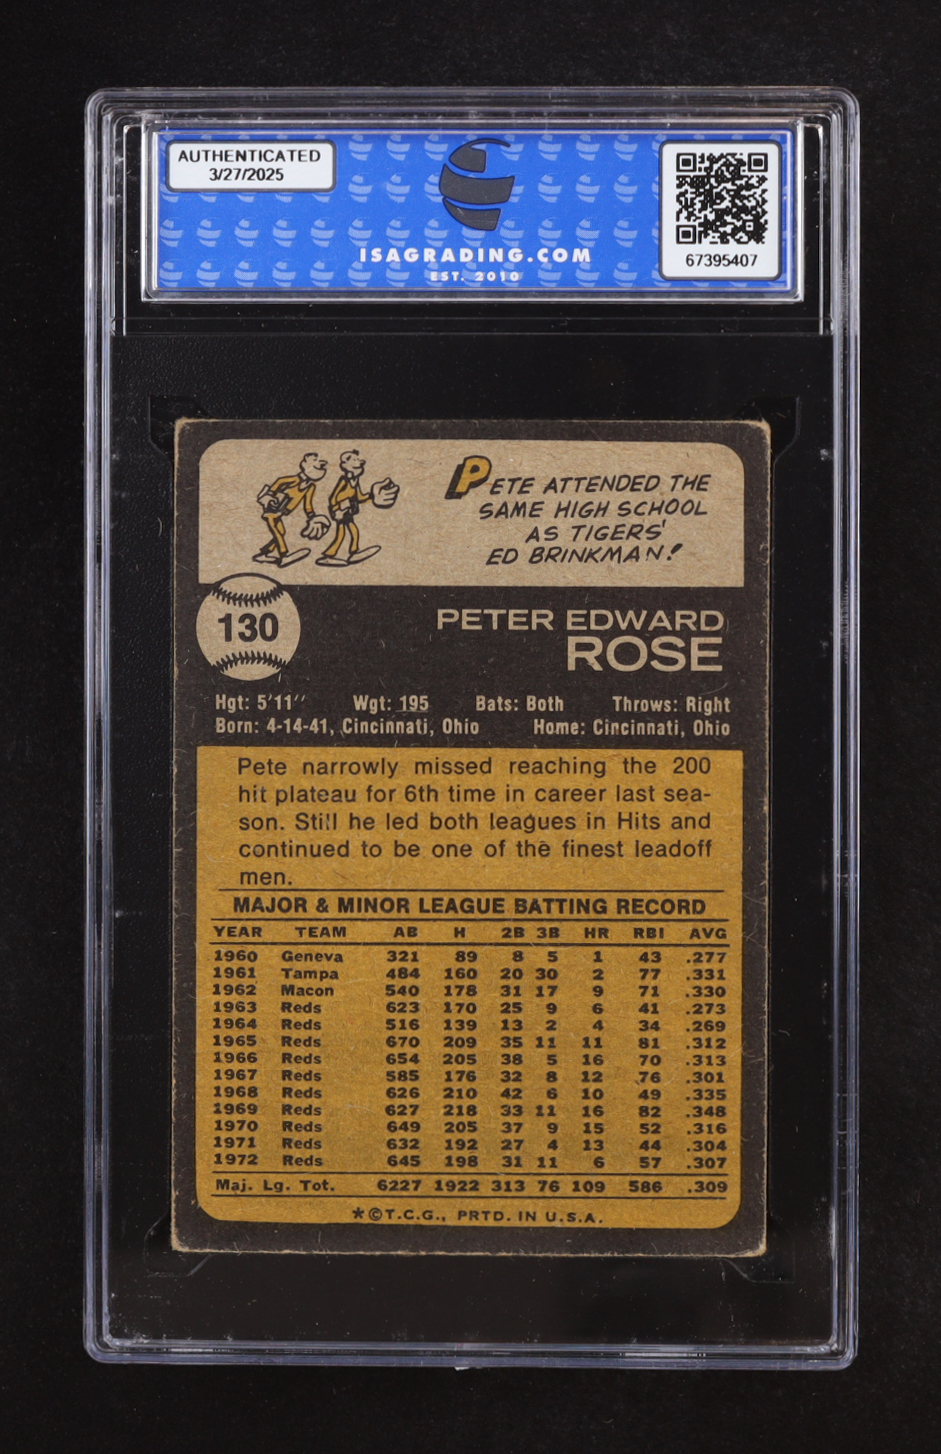 AUTHENTICATED
3/27/2025
ISAGRADING.COM
EST. 2010
67395407
PETE ATTENDED THE
SAME HIGH SCHOOL
AS TIGERS'
ED BRINKMAN!
130
PETER EDWARD
ROSE
Hgt: 5'11'' Wgt: 195 Bats: Both Throws: Right
Born: 4-14-41, Cincinnati, Ohio Home: Cincinnati, Ohio
Pete narrowly missed reaching the 200
hit plateau for 6th time in career last sea-
son. Still he led both leagues in Hits and
continued to be one of the finest leadoff
men.
MAJOR & MINOR LEAGUE BATTING RECORD
YEAR TEAM AB H 2B 3B HR RBI AVG
1960 Geneva 321 89 8 5 1 43 .277
1961 Tampa 484 160 20 30 2 77 .331
1962 Macon 540 178 31 17 9 71 .330
1963 Reds 623 170 25 9 6 41 .273
1964 Reds 516 139 13 2 4 34 .269
1965 Reds 670 209 35 11 11 81 .312
1966 Reds 654 205 38 5 16 70 .313
1967 Reds 585 176 32 8 12 76 .301
1968 Reds 626 210 42 6 10 49 .335
1969 Reds 627 218 33 11 16 82 .348
1970 Reds 649 205 37 9 15 52 .316
1971 Reds 632 192 27 4 13 44 .304
1972 Reds 645 198 31 11 6 57 .307
Maj. Lg. Tot. 6227 1922 313 76 109 586 .309
*©T.C.G., PRTD. IN U.S.A.